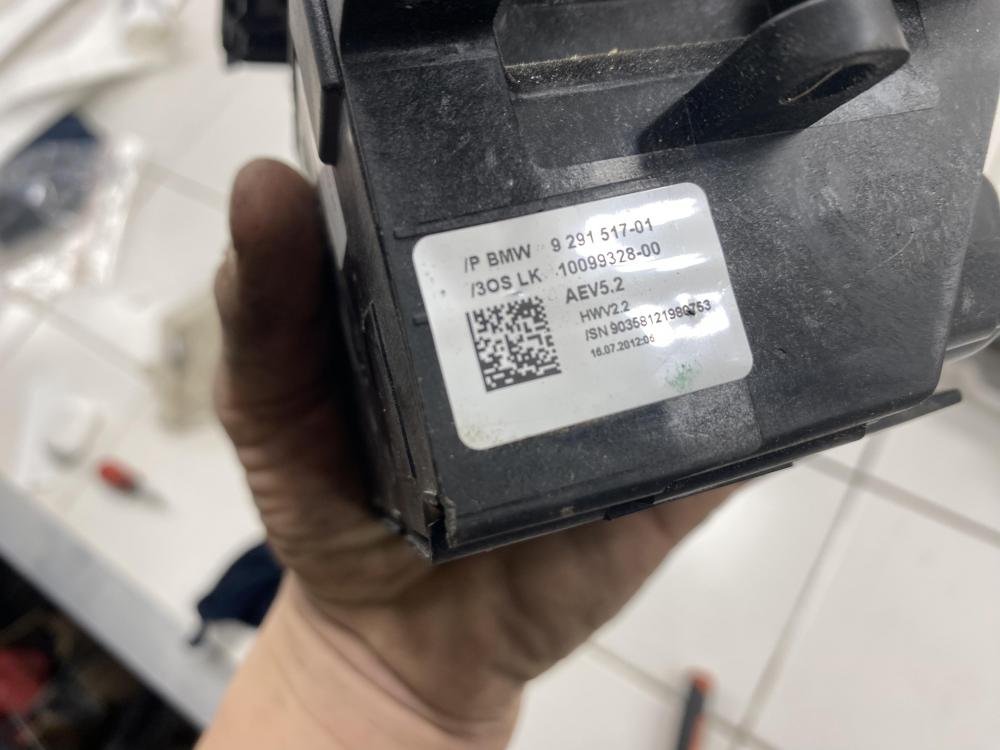 /P BMW 9 291 517-01
/3OS LK 10099328-00
AEV5.2
HWV2.2
/SN 90358121980753
16.07.2012:06